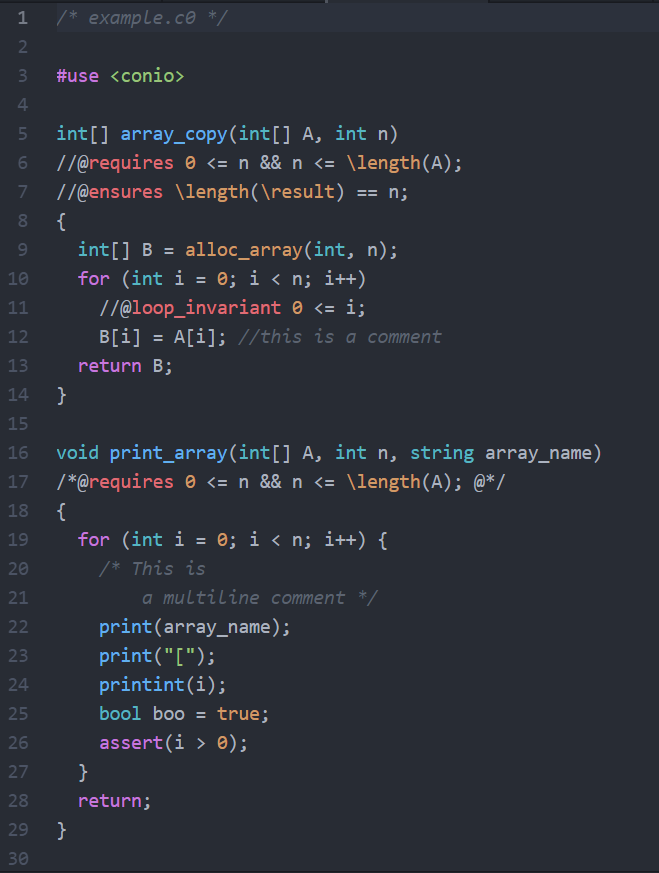 1 /* example.c0 */
2
3 #use <conio>
4
5 int[] array_copy(int[] A, int n)
6 //@requires 0 <= n && n <= \length(A);
7 //@ensures \length(\result) == n;
8 {
9   int[] B = alloc_array(int, n);
10   for (int i = 0; i < n; i++)
11     //@loop_invariant 0 <= i;
12     B[i] = A[i]; //this is a comment
13   return B;
14 }
15
16 void print_array(int[] A, int n, string array_name)
17 /*@requires 0 <= n && n <= \length(A); @*/
18 {
19   for (int i = 0; i < n; i++) {
20     /* This is
21         a multiline comment */
22     print(array_name);
23     print("[");
24     printint(i);
25     bool boo = true;
26     assert(i > 0);
27   }
28   return;
29 }
30